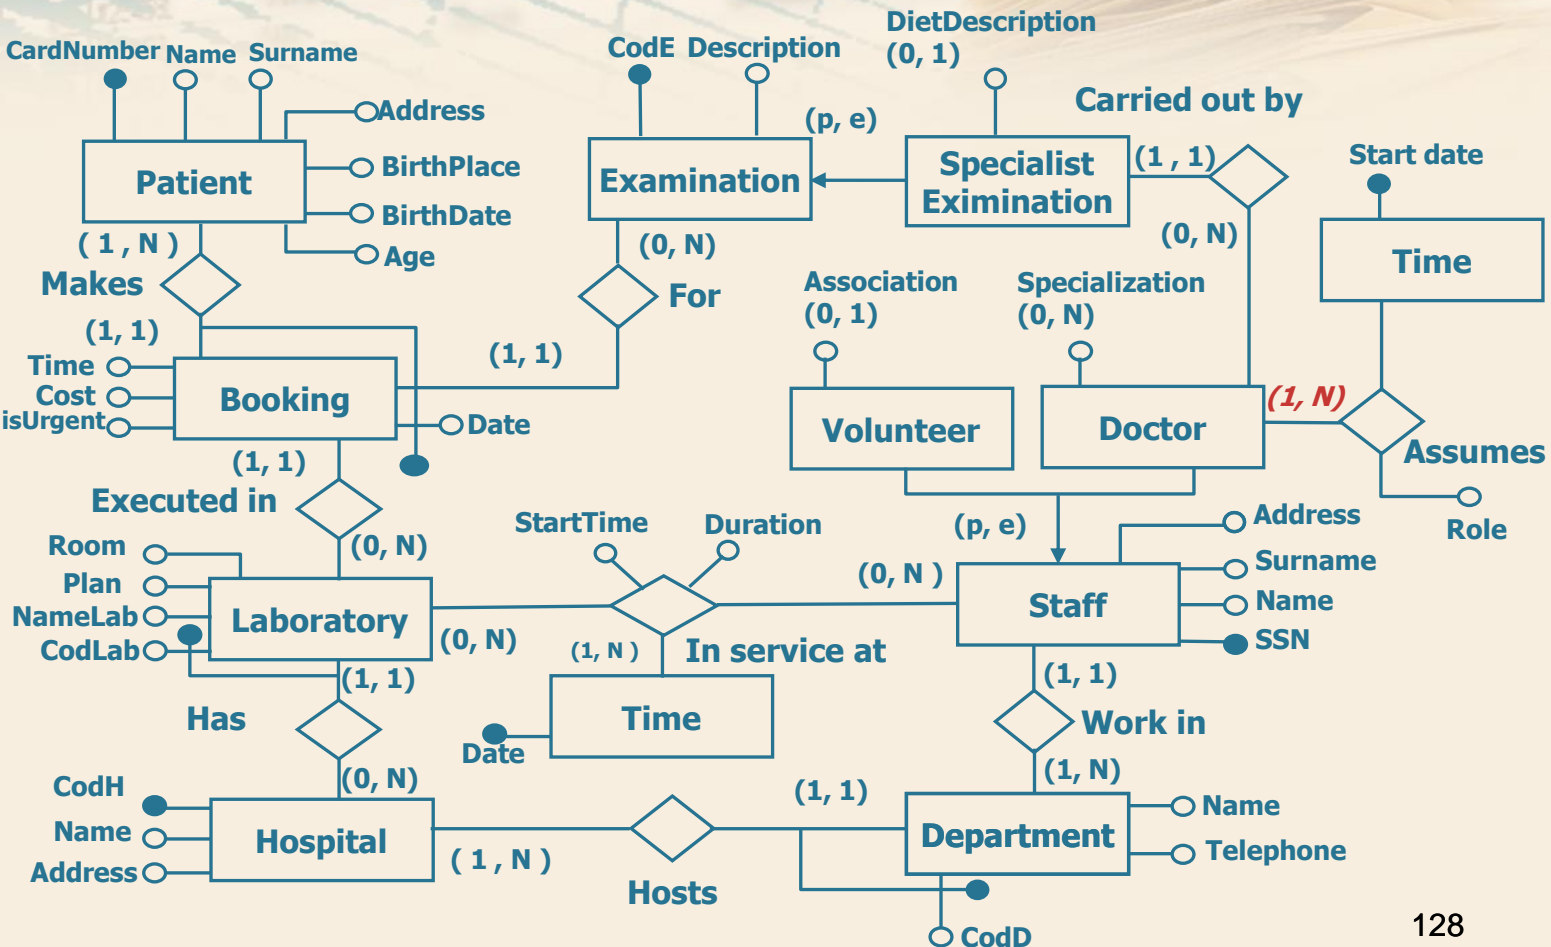 DietDescription
(0, 1)
CardNumber Name Surname
CodE Description
Address
(p, e)
Carried out by
Patient
BirthPlace
BirthDate
Age
Examination
Specialist
Eximination
(1 , 1)
Start date
Time
( 1 , N )
Makes
(1, 1)
(0, N)
For
(1, 1)
(0, N)
Association
(0, 1)
Specialization
(0, N)
Time
Cost
isUrgent
Booking
Date
Volunteer
Doctor
(1, N)
Assumes
Role
(1, 1)
Executed in
(0, N)
StartTime
Duration
(p, e)
Address
Surname
Name
SSN
Room
Plan
NameLab
CodLab
Laboratory
(0, N)
(0, N )
Staff
(1, N )
In service at
(1, 1)
Has
Time
Date
(1, 1)
Work in
(0, N)
(1, N)
CodH
Name
Address
Hospital
( 1 , N )
Hosts
(1, 1)
Department
Name
Telephone
CodD
128